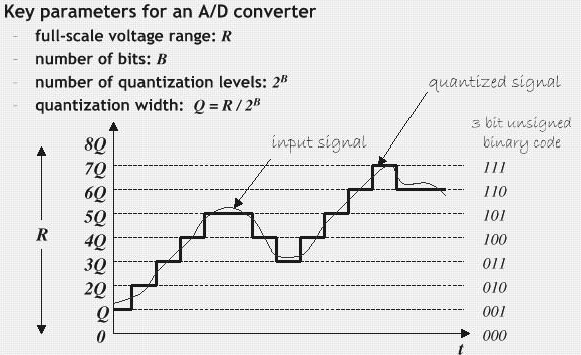 Key parameters for an A/D converter
- full-scale voltage range: R
- number of bits: B
- number of quantization levels: 2^B
- quantization width: Q = R / 2^B
quantized signal
input signal
3 bit unsigned
binary code
8Q
7Q 111
6Q 110
5Q 101
R
4Q 100
3Q 011
2Q 010
Q 001
0 000
t